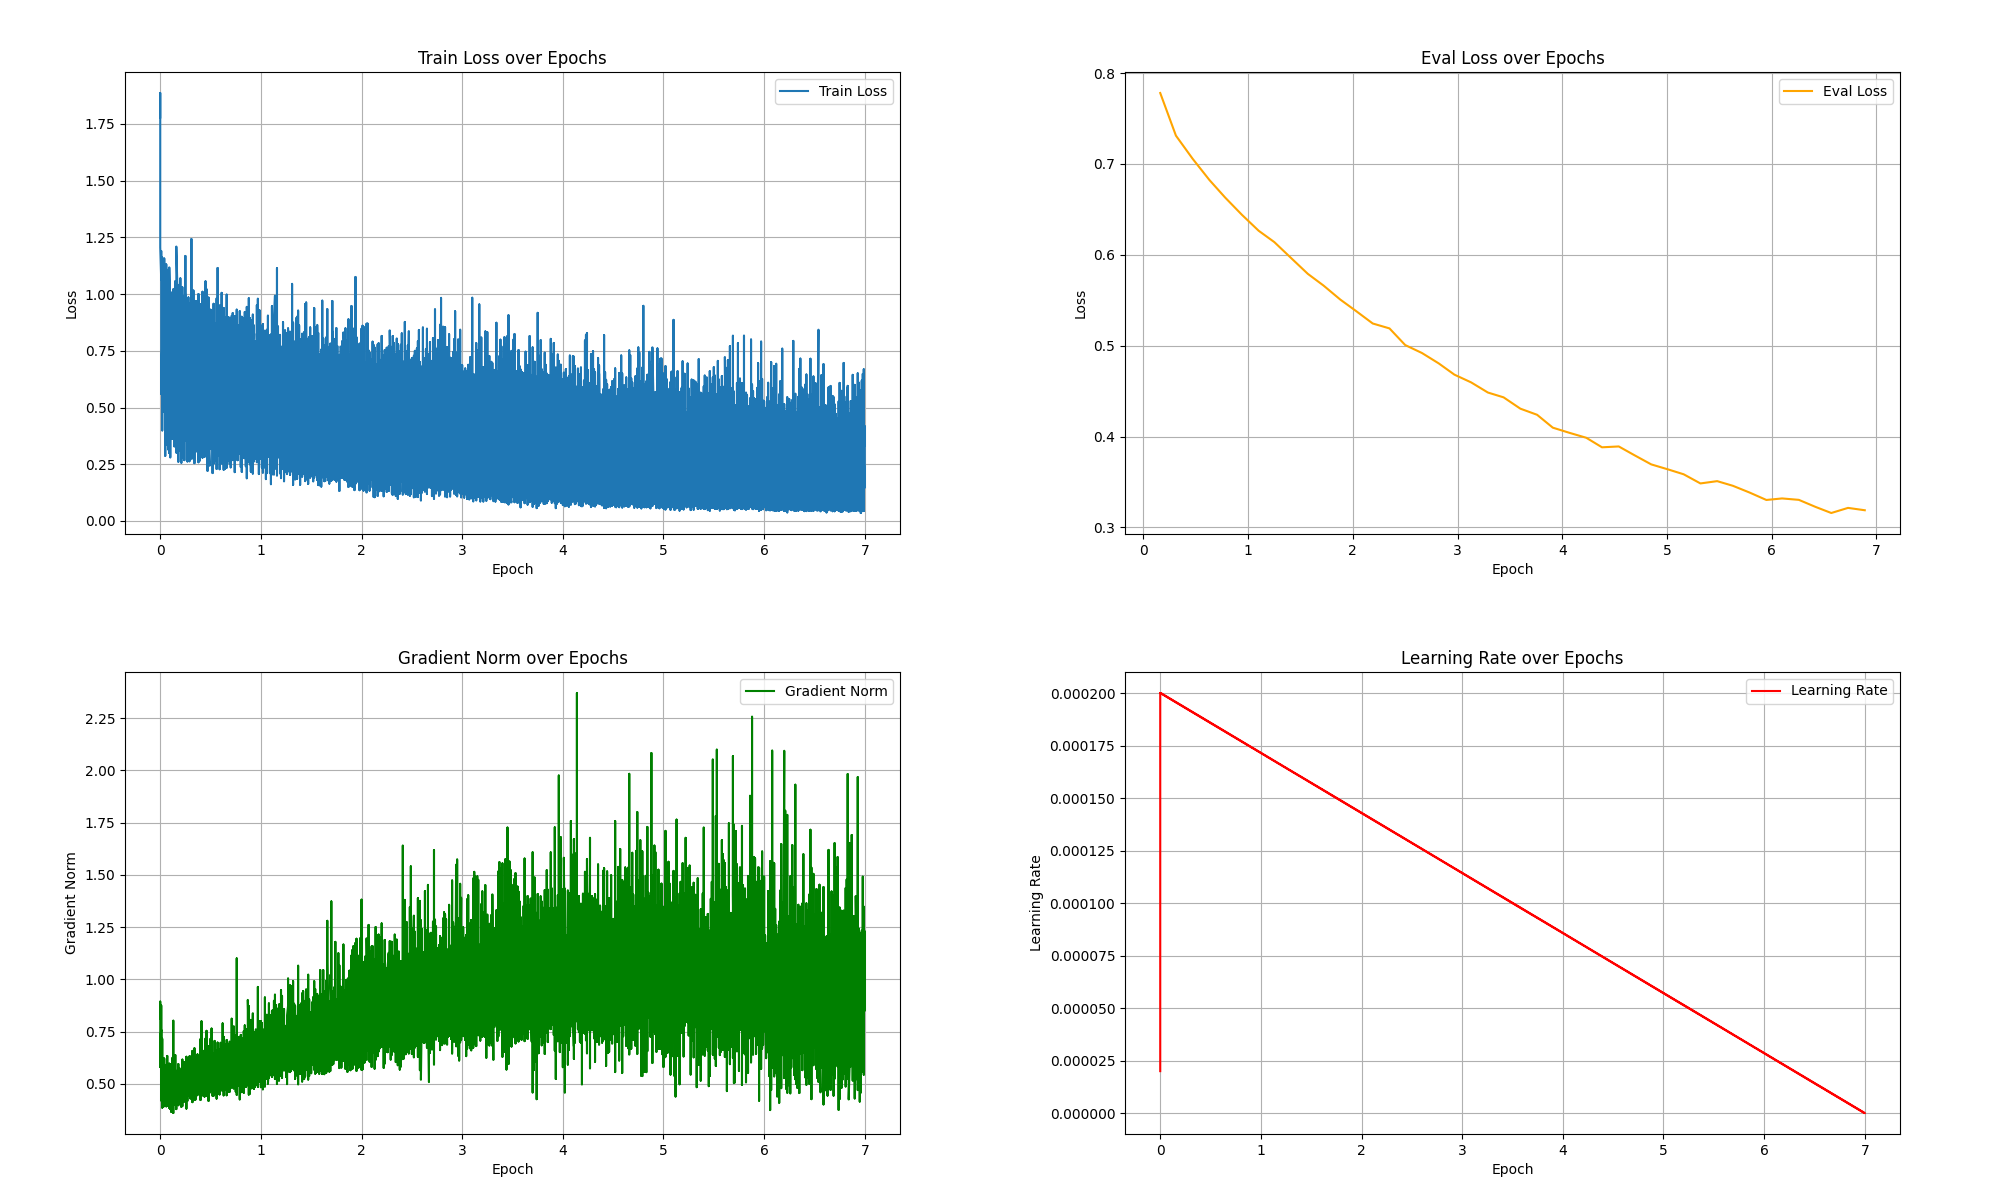 Train Loss over Epochs
Train Loss
1.75
1.50
1.25
1.00
0.75
0.50
0.25
0.00
Loss
0 1 2 3 4 5 6 7
Epoch
Eval Loss over Epochs
Eval Loss
0.8
0.7
0.6
0.5
0.4
0.3
Loss
0 1 2 3 4 5 6 7
Epoch
Gradient Norm over Epochs
Gradient Norm
2.25
2.00
1.75
1.50
1.25
1.00
0.75
0.50
Gradient Norm
0 1 2 3 4 5 6 7
Epoch
Learning Rate over Epochs
Learning Rate
0.000200
0.000175
0.000150
0.000125
0.000100
0.000075
0.000050
0.000025
0.000000
Learning Rate
0 1 2 3 4 5 6 7
Epoch